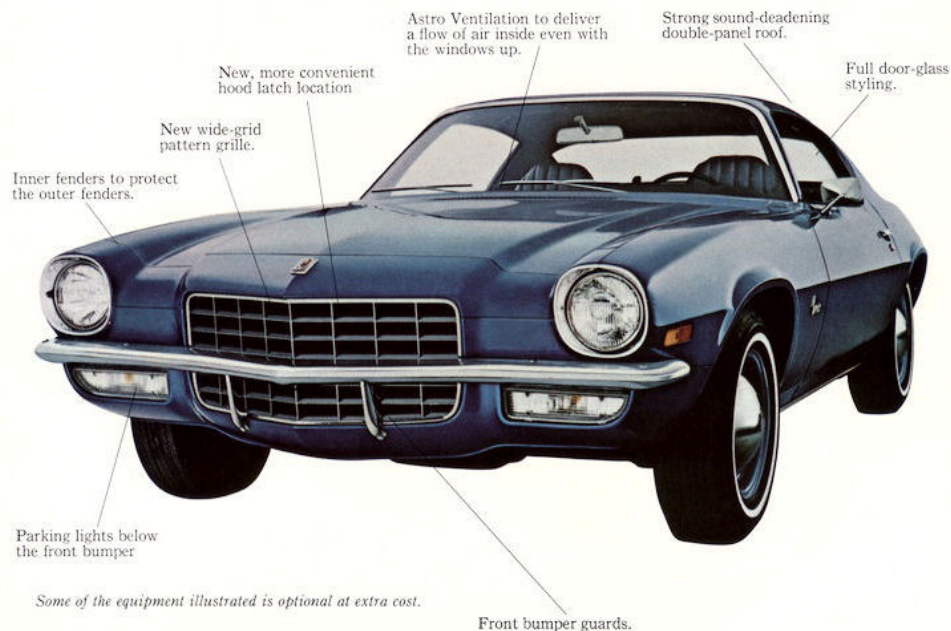 Astro Ventilation to deliver
a flow of air inside even with
the windows up.
Strong sound-deadening
double-panel roof.
Full door-glass
styling.
New, more convenient
hood latch location
New wide-grid
pattern grille.
Inner fenders to protect
the outer fenders.
Parking lights below
the front bumper
Some of the equipment illustrated is optional at extra cost.
Front bumper guards.